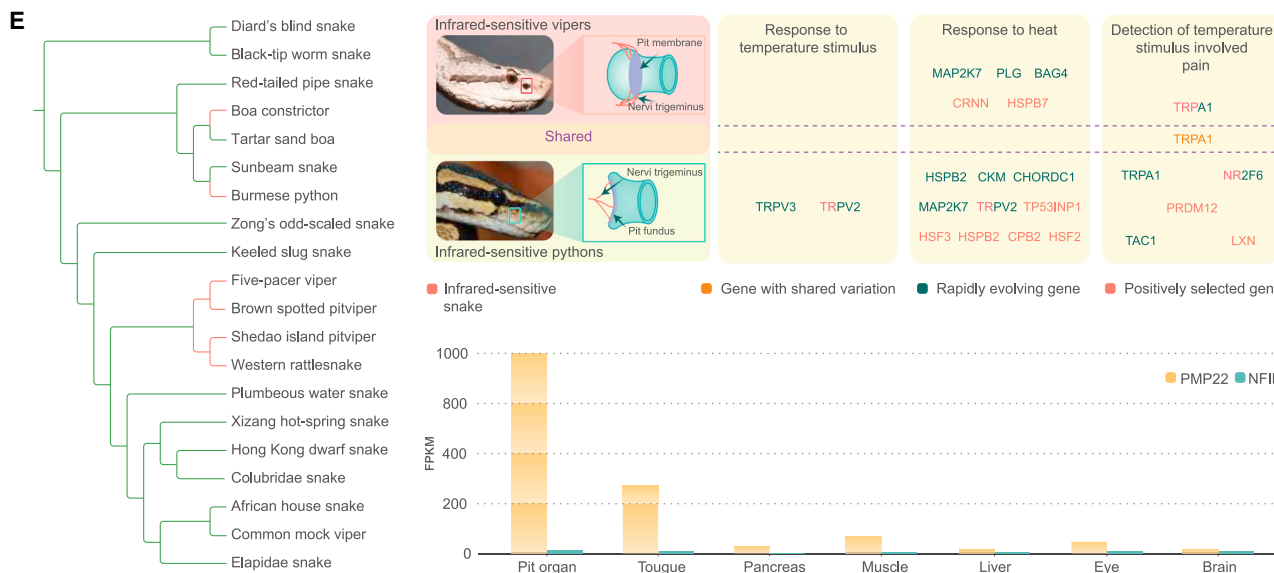 E
Diard's blind snake
Black-tip worm snake
Red-tailed pipe snake
Boa constrictor
Tartar sand boa
Sunbeam snake
Burmese python
Zong's odd-scaled snake
Keeled slug snake
Five-pacer viper
Brown spotted pitviper
Shedao island pitviper
Western rattlesnake
Plumbeous water snake
Xizang hot-spring snake
Hong Kong dwarf snake
Colubridae snake
African house snake
Common mock viper
Elapidae snake
Infrared-sensitive vipers
Pit membrane
Nervi trigeminus
Shared
Nervi trigeminus
Pit fundus
Infrared-sensitive pythons
Response to
temperature stimulus
TRPV3 TRPV2
Response to heat
MAP2K7 PLG BAG4
CRNN HSPB7
HSPB2 CKM CHORDC1
MAP2K7 TRPV2 TP53INP1
HSF3 HSPB2 CPB2 HSF2
Detection of temperature
stimulus involved
pain
TRPA1
TRPA1
TRPA1 NR2F6
PRDM12
TAC1 LXN
Infrared-sensitive
snake
Gene with shared variation
Rapidly evolving gene
Positively selected gen
PMP22 NFI
FPKM
1000
800
400
200
0
Pit organ Tougue Pancreas Muscle Liver Eye Brain